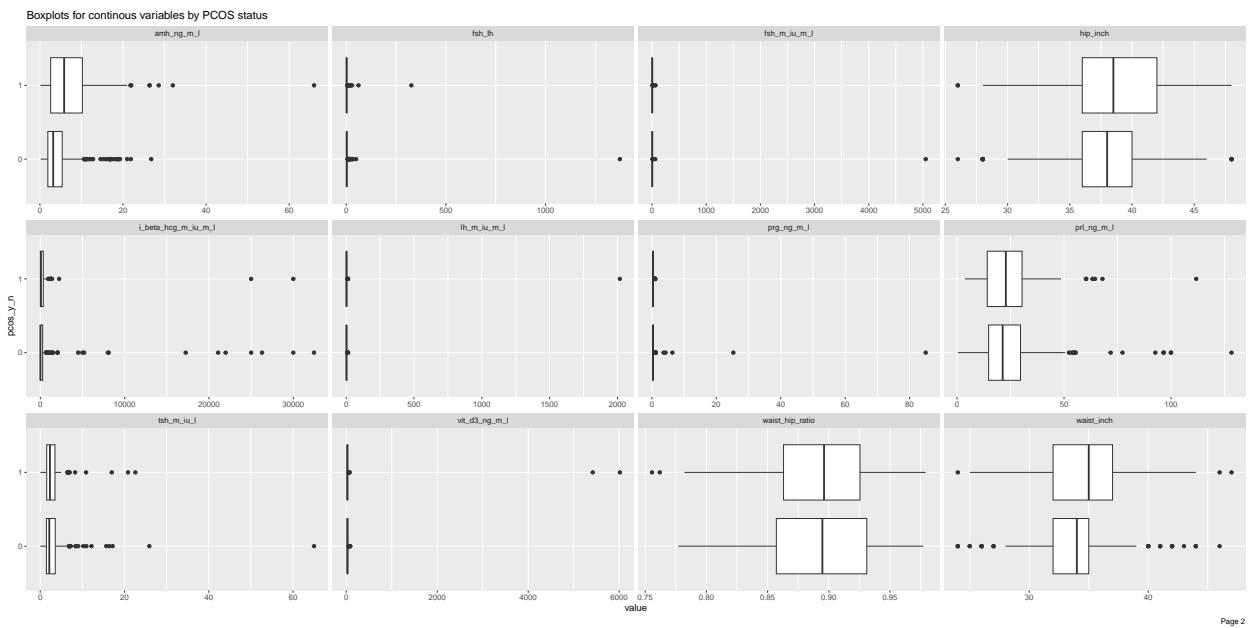 Boxplots for continous variables by PCOS status
amh_ng_m_l fsh_lh fsh_m_iu_m_l hip_inch
1
0
0 20 40 60 0 500 1000 0 1000 2000 3000 4000 5000 25 30 35 40 45
i_beta_hcg_m_iu_m_l lh_m_iu_m_l prg_ng_m_l prl_ng_m_l
1
0
0 10000 20000 30000 0 500 1000 1500 2000 0 20 40 60 80 0 50 100
pcos_y_n
tsh_m_iu_l vit_d3_ng_m_l waist_hip_ratio waist_inch
1
0
0 20 40 60 0 2000 4000 6000 0.75 0.80 0.85 0.90 0.95 30 40
value
Page 2